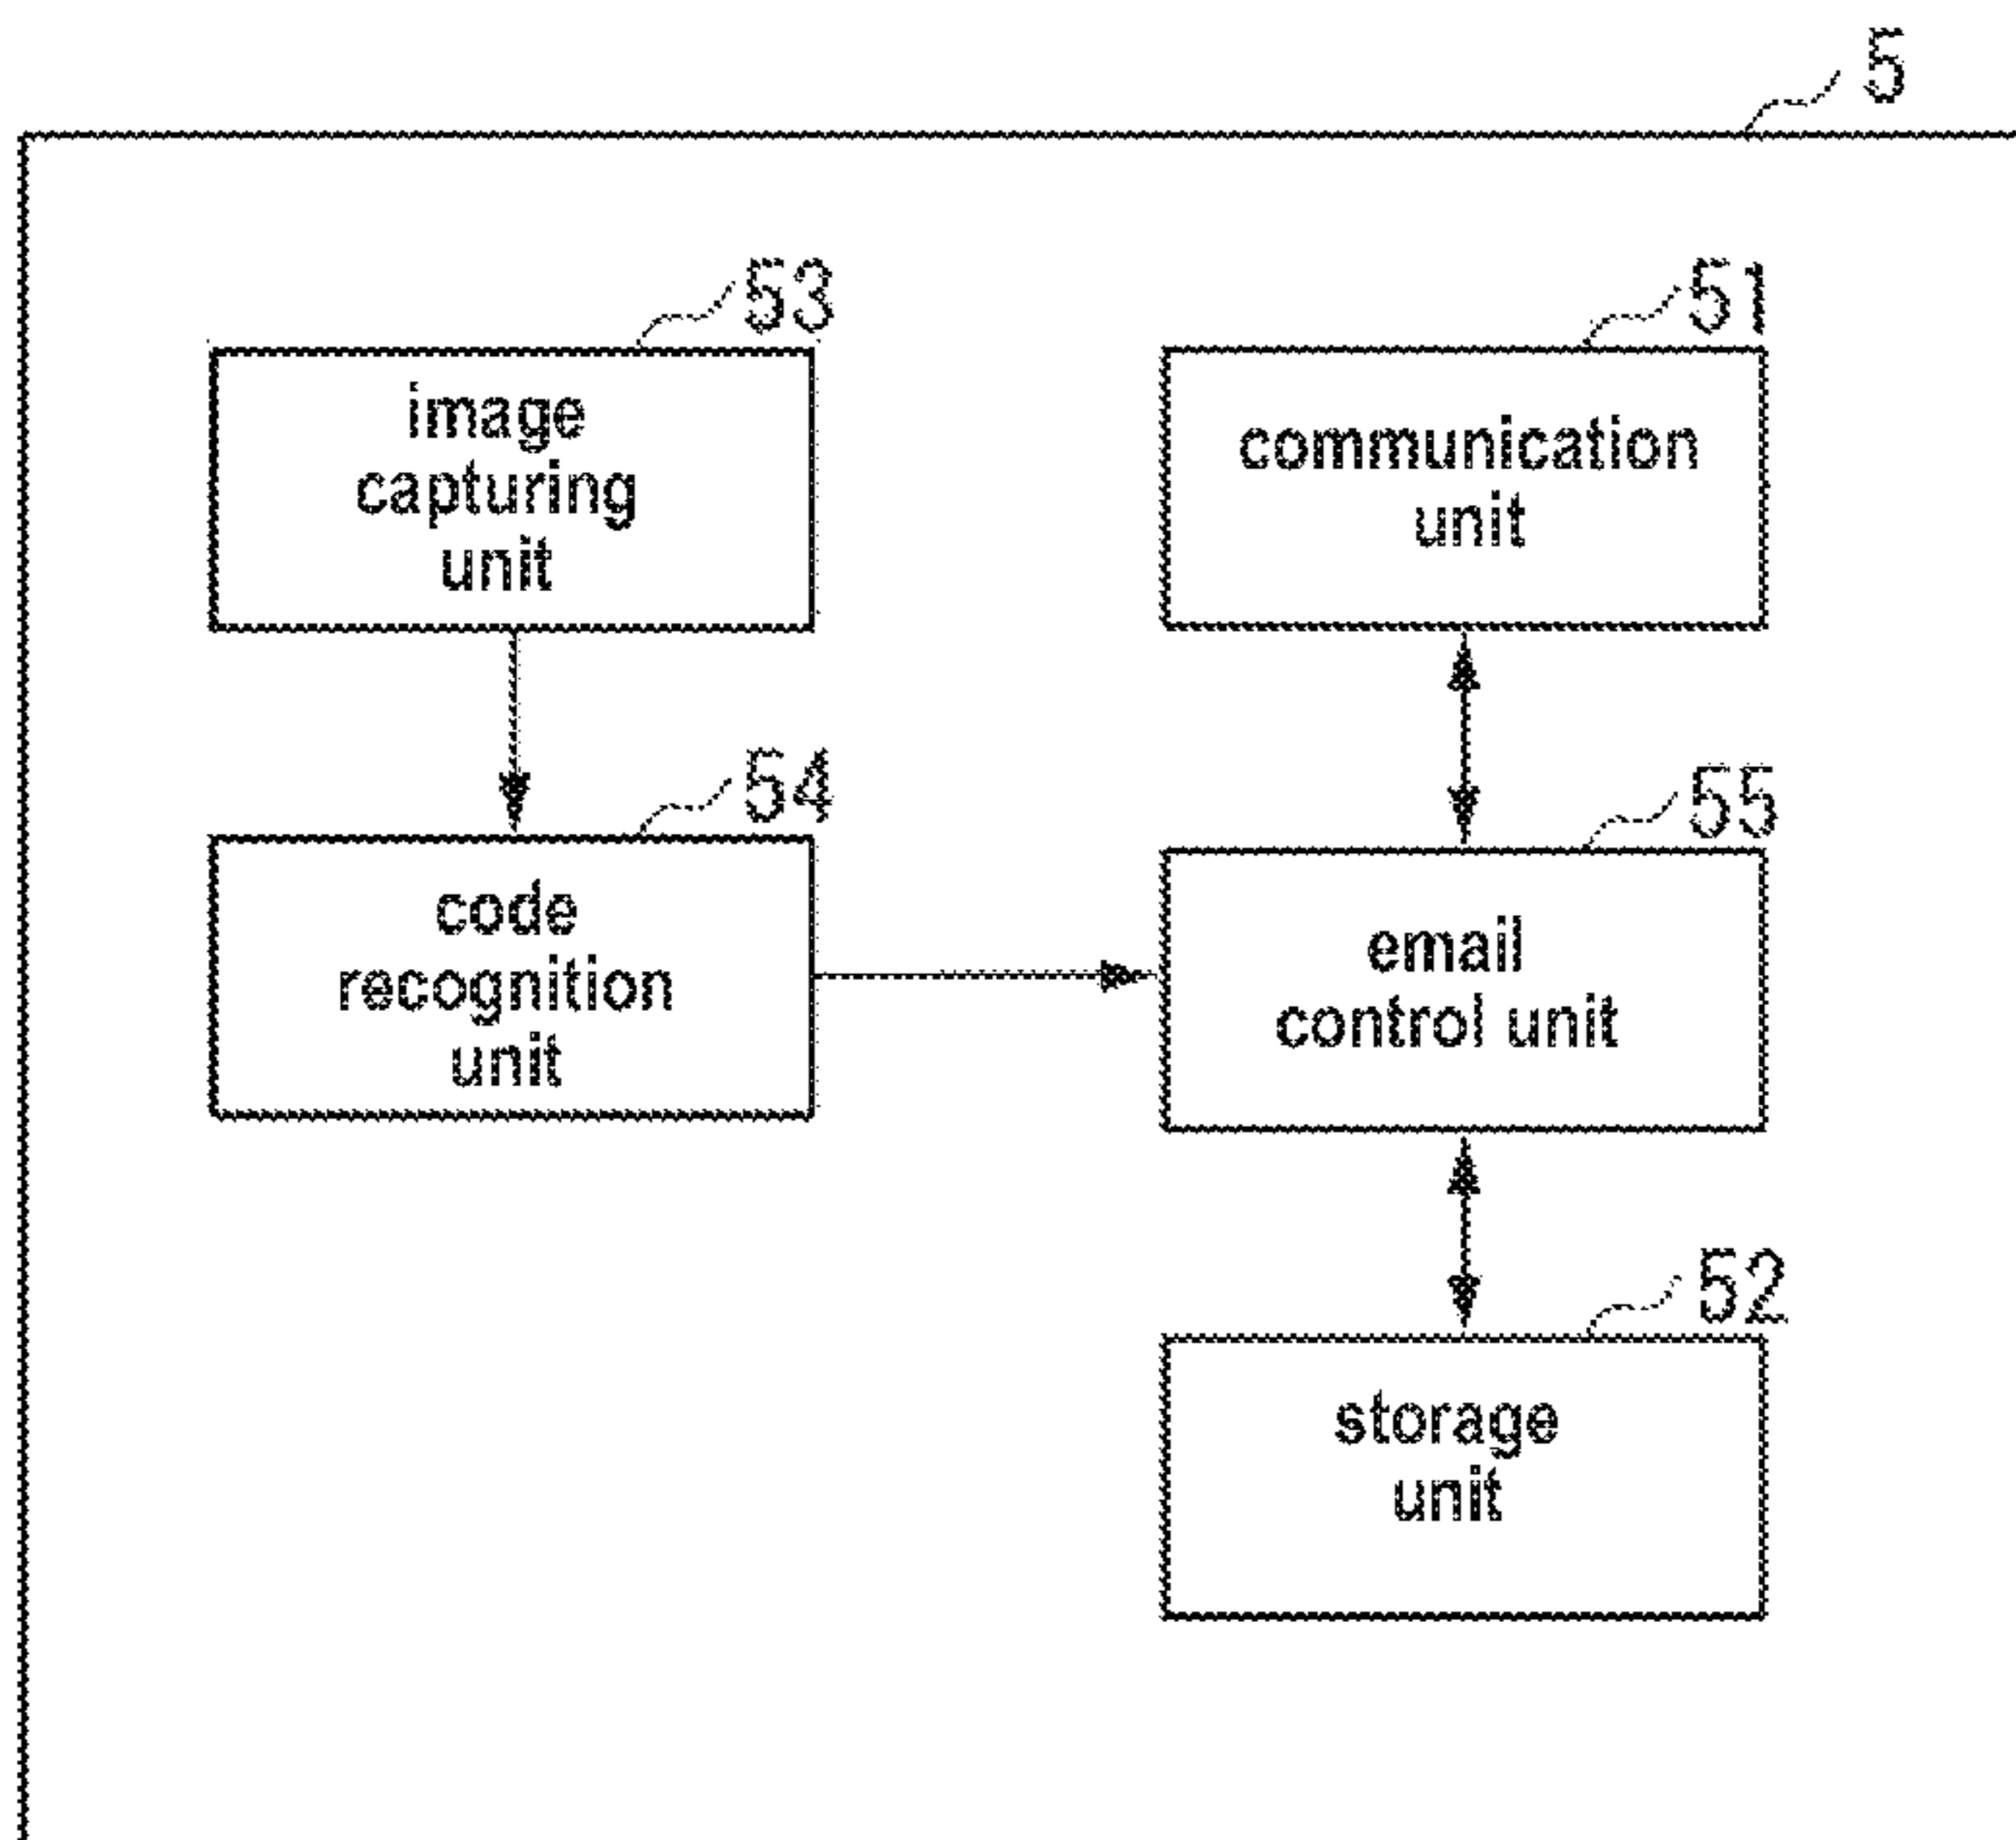 5
53
image
capturing
unit
51
communication
unit
54
code
recognition
unit
55
email
control unit
52
storage
unit